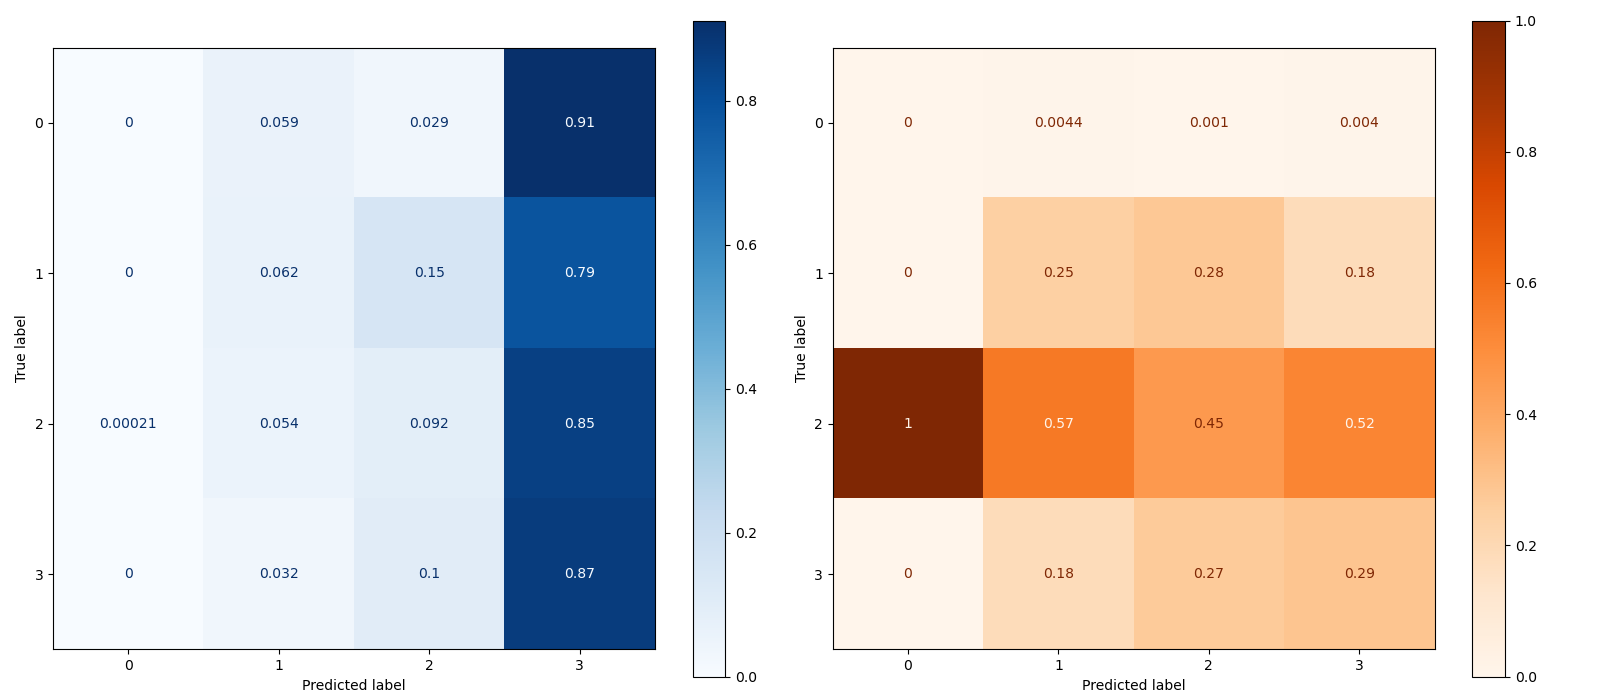 0 0 0.059 0.029 0.91
1 0 0.062 0.15 0.79
2 0.00021 0.054 0.092 0.85
3 0 0.032 0.1 0.87
0 1 2 3
True label
Predicted label
0.8
0.6
0.4
0.2
0.0
0 0 0.0044 0.001 0.004
1 0 0.25 0.28 0.18
2 1 0.57 0.45 0.52
3 0 0.18 0.27 0.29
0 1 2 3
True label
Predicted label
1.0
0.8
0.6
0.4
0.2
0.0